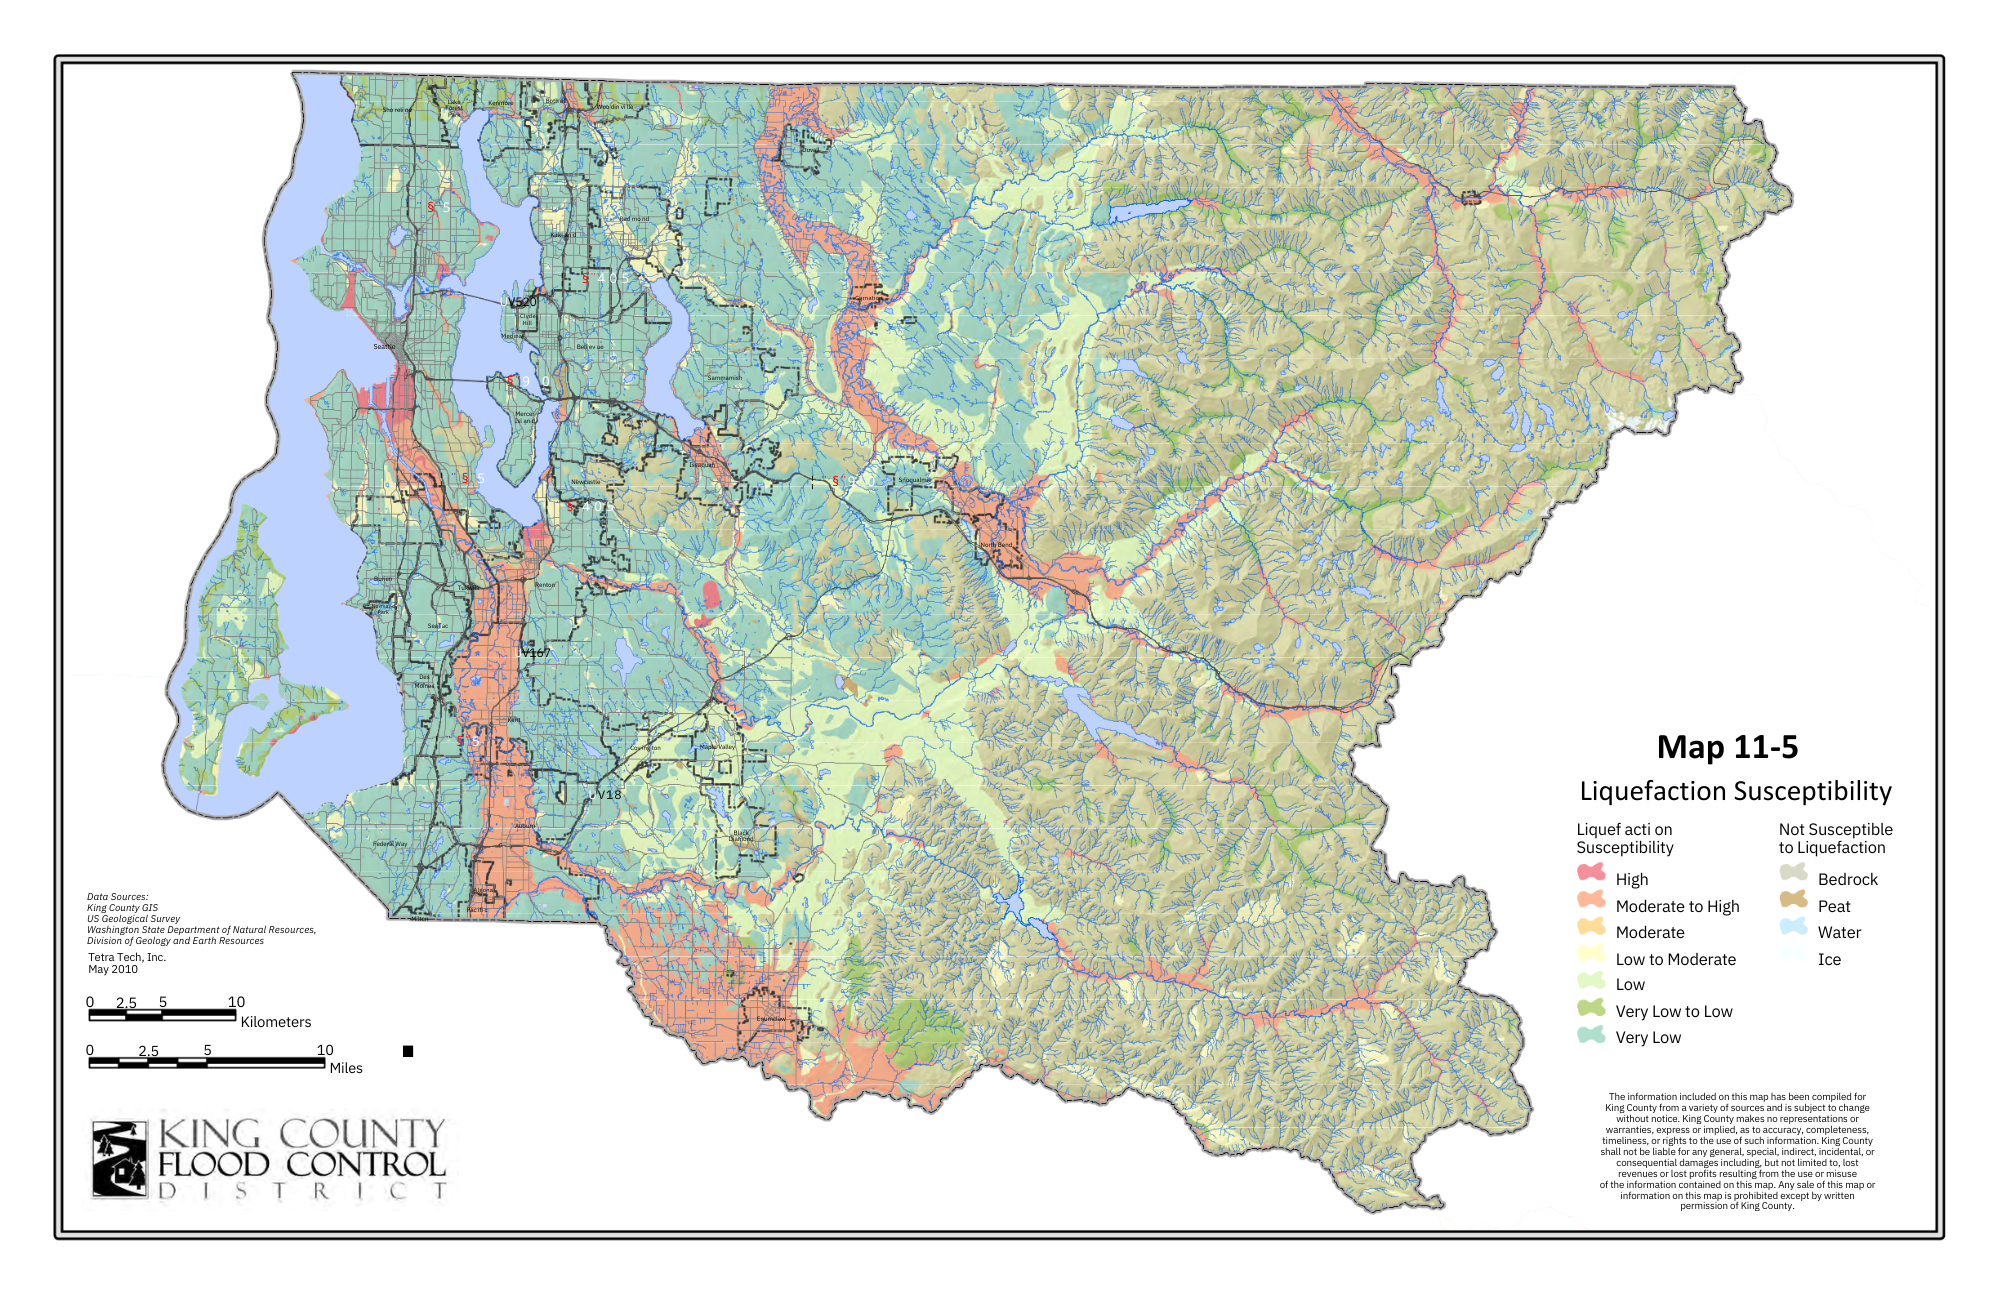 Shoreline
Lake
Forest
Park
Kenmore
Bothell
Woodinville
Duvall
§ 5
Redmond
Kirkland
§ 405
V520
Clyde
Hill
Medina
Carnation
Seattle
Bellevue
Sammamish
§ 9 0
Mercer
Island
Issaquah
§ 5
Newcastle
§ 90
Snoqualmie
§ 405
North Bend
Burien
Tukwila
Renton
Normandy
Park
SeaTac
V167
Des
Moines
Kent
§ 5
Covington
Maple Valley
V18
Auburn
Black
Diamond
Federal Way
Algona
Pacific
Milton
Enumclaw
Map 11-5
Liquefaction Susceptibility
Liquef acti on
Susceptibility
High
Moderate to High
Moderate
Low to Moderate
Low
Very Low to Low
Very Low
Not Susceptible
to Liquefaction
Bedrock
Peat
Water
Ice
Data Sources:
King County GIS
US Geological Survey
Washington State Department of Natural Resources,
Division of Geology and Earth Resources
Tetra Tech, Inc.
May 2010
0 2.5 5 10
Kilometers
0 2.5 5 10
Miles
KING COUNTY
FLOOD CONTROL
DISTRICT
The information included on this map has been compiled for
King County from a variety of sources and is subject to change
without notice. King County makes no representations or
warranties, express or implied, as to accuracy, completeness,
timeliness, or rights to the use of such information. King County
shall not be liable for any general, special, indirect, incidental, or
consequential damages including, but not limited to, lost
revenues or lost profits resulting from the use or misuse
of the information contained on this map. Any sale of this map or
information on this map is prohibited except by written
permission of King County.